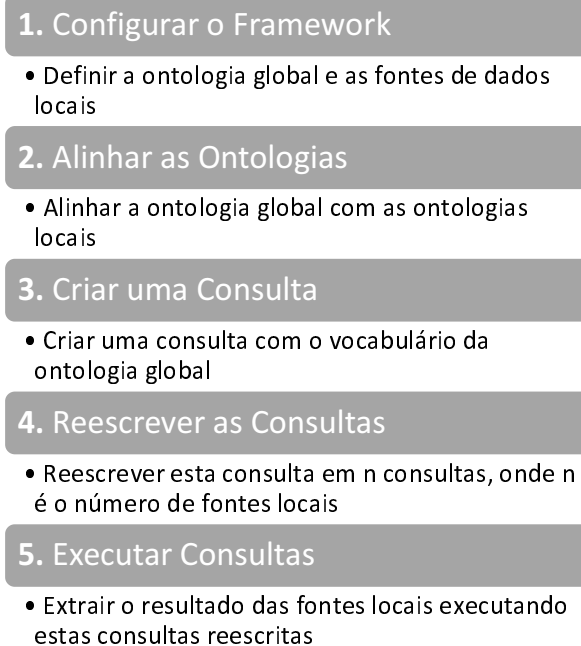 1. Configurar o Framework
• Definir a ontologia global e as fontes de dados
locais
2. Alinhar as Ontologias
• Alinhar a ontologia global com as ontologias
locais
3. Criar uma Consulta
• Criar uma consulta com o vocabulário da
ontologia global
4. Reescrever as Consultas
• Reescrever esta consulta em n consultas, onde n
é o número de fontes locais
5. Executar Consultas
• Extrair o resultado das fontes locais executando
estas consultas reescritas